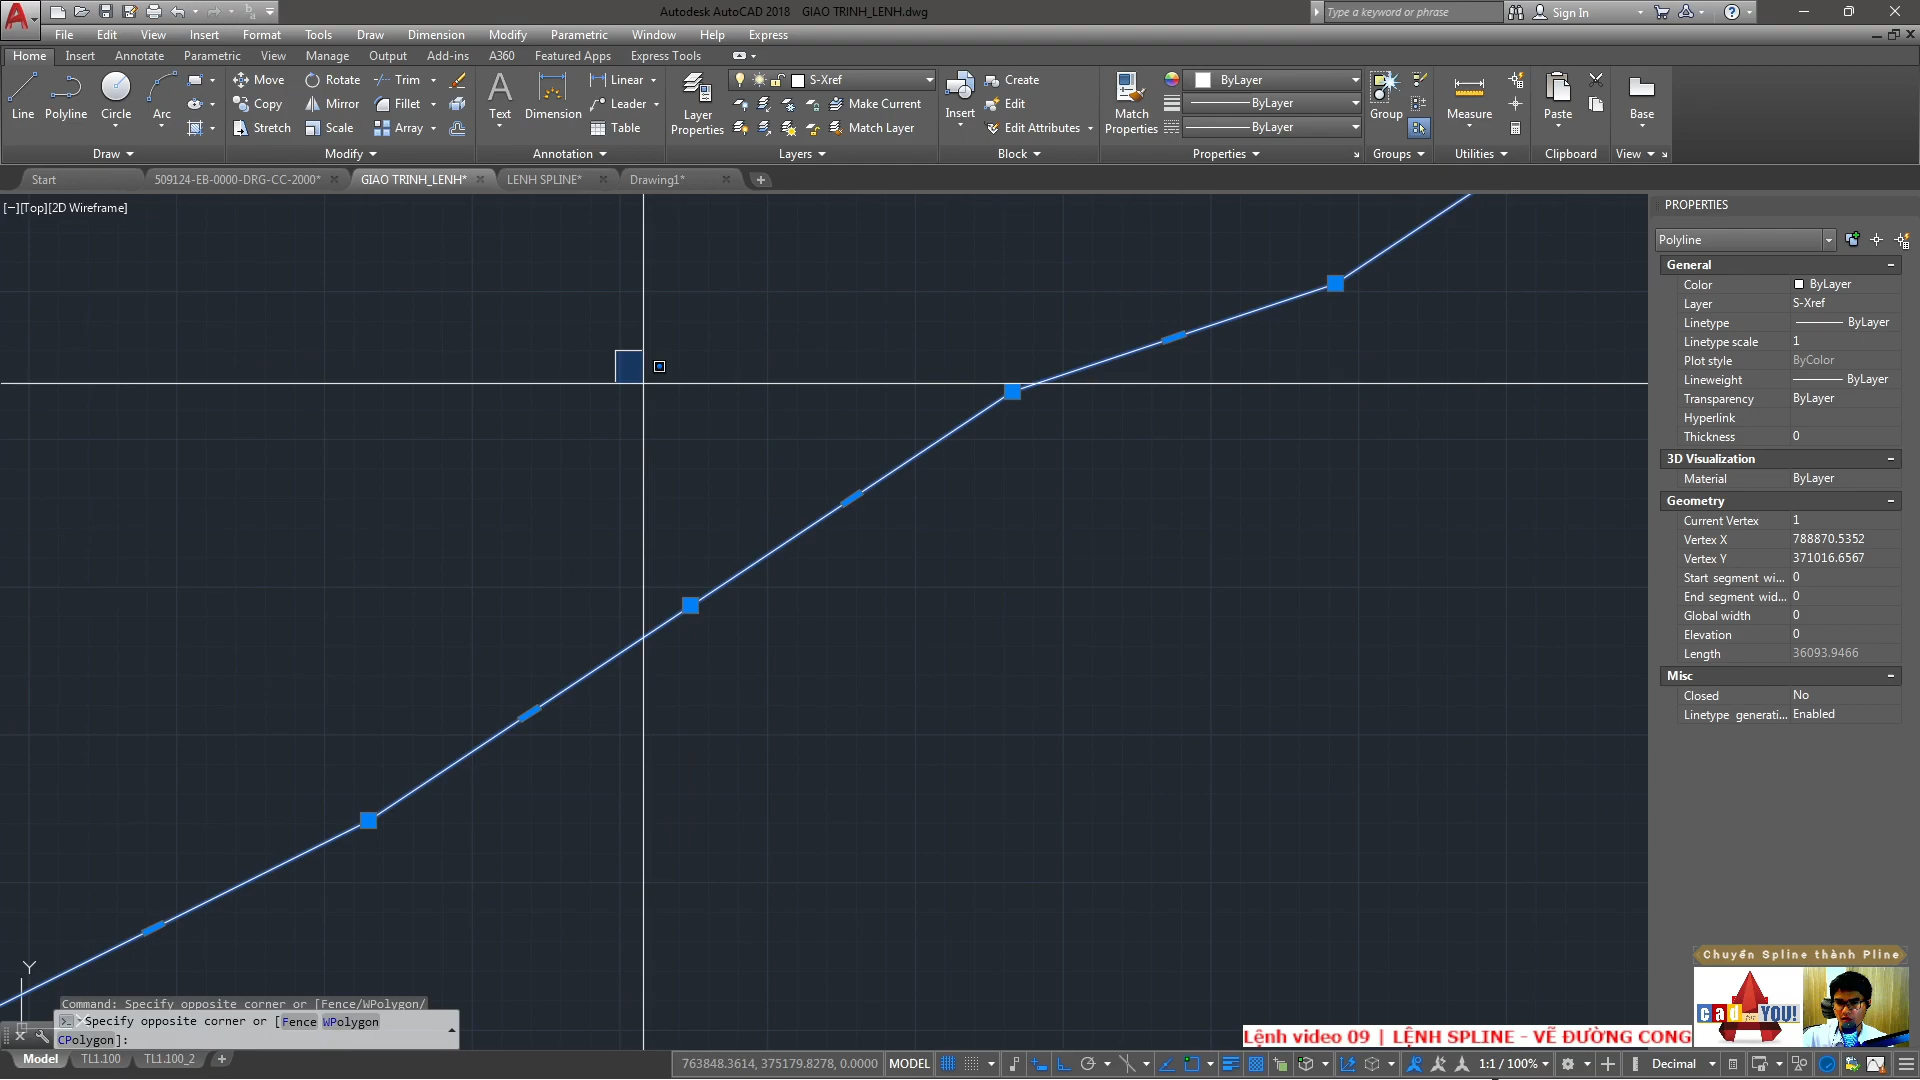 Autodesk AutoCAD 2018 GIAO TRINH_LENH.dwg
Type a keyword or phrase
Sign In
File Edit View Insert Format Tools Draw Dimension Modify Parametric Window Help Express
Home Insert Annotate Parametric View Manage Output Add-ins A360 Featured Apps Express Tools
Line Polyline Circle Arc
Move Rotate Trim
Copy Mirror Fillet
Stretch Scale Array
Text Dimension
Linear
Leader
Table
Layer Properties
S-Xref
Make Current
Match Layer
Insert
Create
Edit
Edit Attributes
Match Properties
ByLayer
ByLayer
ByLayer
Group
Measure
Paste
Base
Draw Modify Annotation Layers Block Properties Groups Utilities Clipboard View
Start 509124-EB-0000-DRG-CC-2000* GIAO TRINH_LENH* LENH SPLINE* Drawing1*
[−][Top][2D Wireframe]
PROPERTIES
Polyline
General
Color ByLayer
Layer S-Xref
Linetype ByLayer
Linetype scale 1
Plot style ByColor
Lineweight ByLayer
Transparency ByLayer
Hyperlink
Thickness 0
3D Visualization
Material ByLayer
Geometry
Current Vertex 1
Vertex X 788870.5352
Vertex Y 371016.6567
Start segment wi... 0
End segment wid... 0
Global width 0
Elevation 0
Length 36093.9466
Misc
Closed No
Linetype generati... Enabled
Y
Command: Specify opposite corner or [Fence/WPolygon/
Specify opposite corner or [Fence WPolygon
CPolygon]:
Chuyển Spline thành Pline
cad for YOU!
Lệnh video 09 | LỆNH SPLINE - VẼ ĐƯỜNG CONG
Model TL1.100 TL1.100_2
763848.3614, 375179.8278, 0.0000 MODEL 1:1 / 100% Decimal